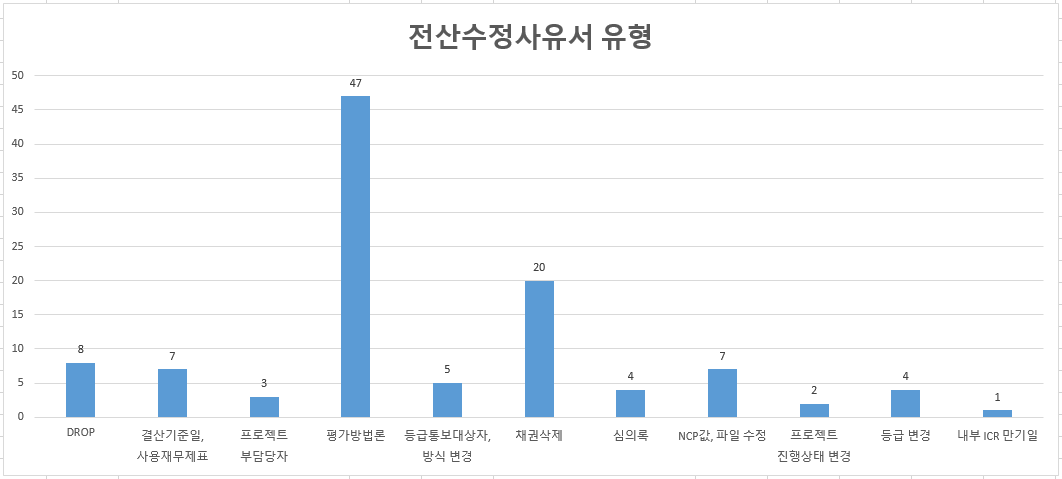 전산수정사유서 유형
50
45
40
35
30
25
20
15
10
5
0
8
7
3
47
5
20
4
7
2
4
1
DROP
결산기준일,
사용재무제표
프로젝트
부담당자
평가방법론
등급통보대상자,
방식 변경
채권삭제
심의록
NCP값, 파일 수정
프로젝트
진행상태 변경
등급 변경
내부 ICR 만기일